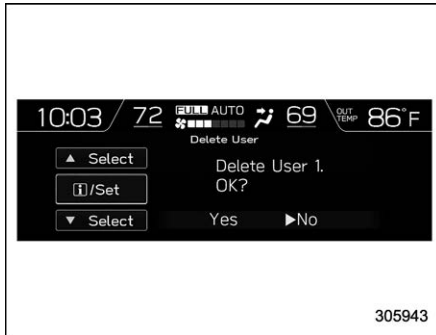 10:03 72 FULL AUTO 69 OUT TEMP 86°F
Delete User
▲ Select
i/Set
▼ Select
Delete User 1.
OK?
Yes ▶No
305943